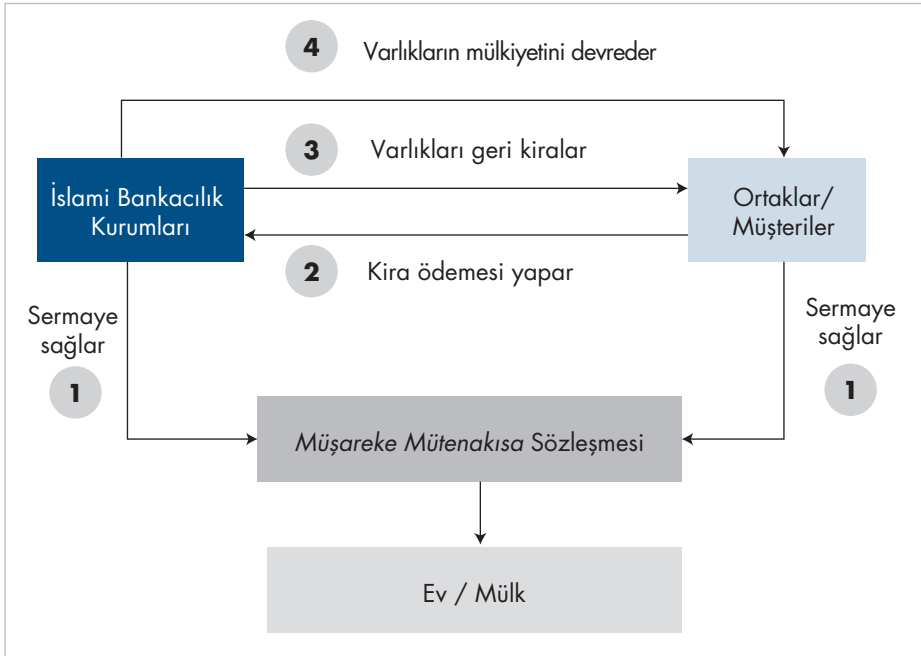 4 Varlıkların mülkiyetini devreder
3 Varlıkları geri kiralar
İslami Bankacılık
Kurumları
Ortaklar/
Müşteriler
2 Kira ödemesi yapar
Sermaye
sağlar
1
Sermaye
sağlar
1
Müşareke Mütenakısa Sözleşmesi
Ev / Mülk